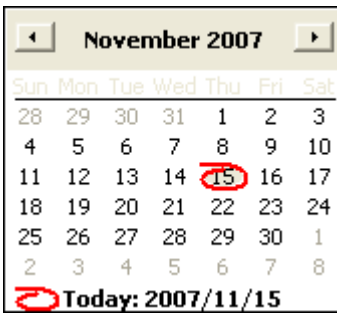 November 2007
Sun Mon Tue Wed Thu Fri Sat
28 29 30 31 1 2 3
4 5 6 7 8 9 10
11 12 13 14 15 16 17
18 19 20 21 22 23 24
25 26 27 28 29 30 1
2 3 4 5 6 7 8
Today: 2007/11/15